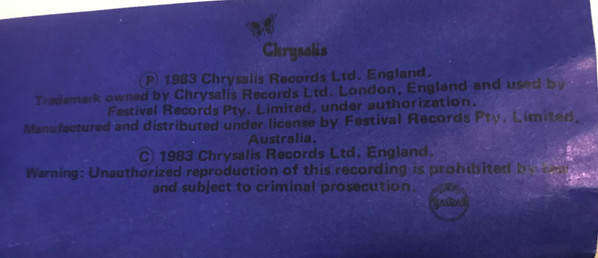 Chrysalis
Ⓟ 1983 Chrysalis Records Ltd. England.
Trademark owned by Chrysalis Records Ltd. London, England and used by
Festival Records Pty. Limited, under authorization.
Manufactured and distributed under license by Festival Records Pty. Limited,
Australia.
© 1983 Chrysalis Records Ltd. England.
Warning: Unauthorized reproduction of this recording is prohibited by
and subject to criminal prosecution.